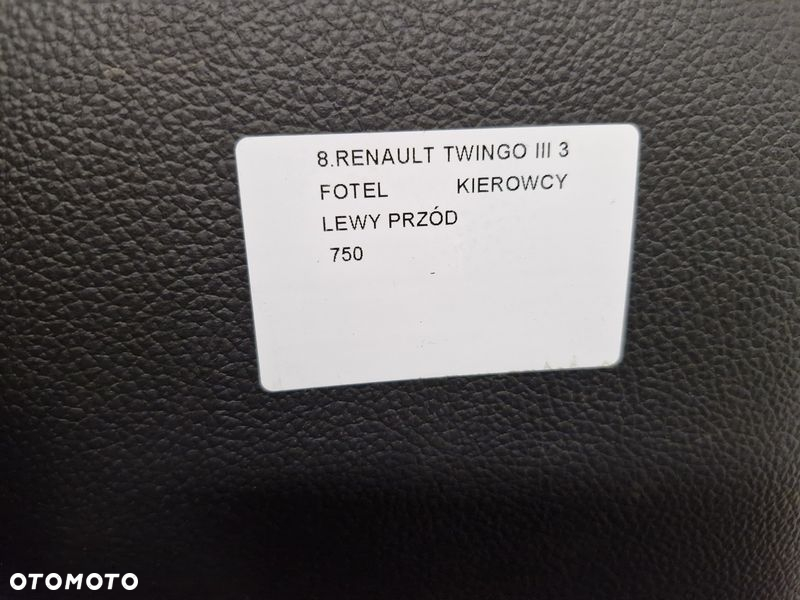 8.RENAULT TWINGO III 3
FOTEL KIEROWCY
LEWY PRZÓD
750
OTOMOTO